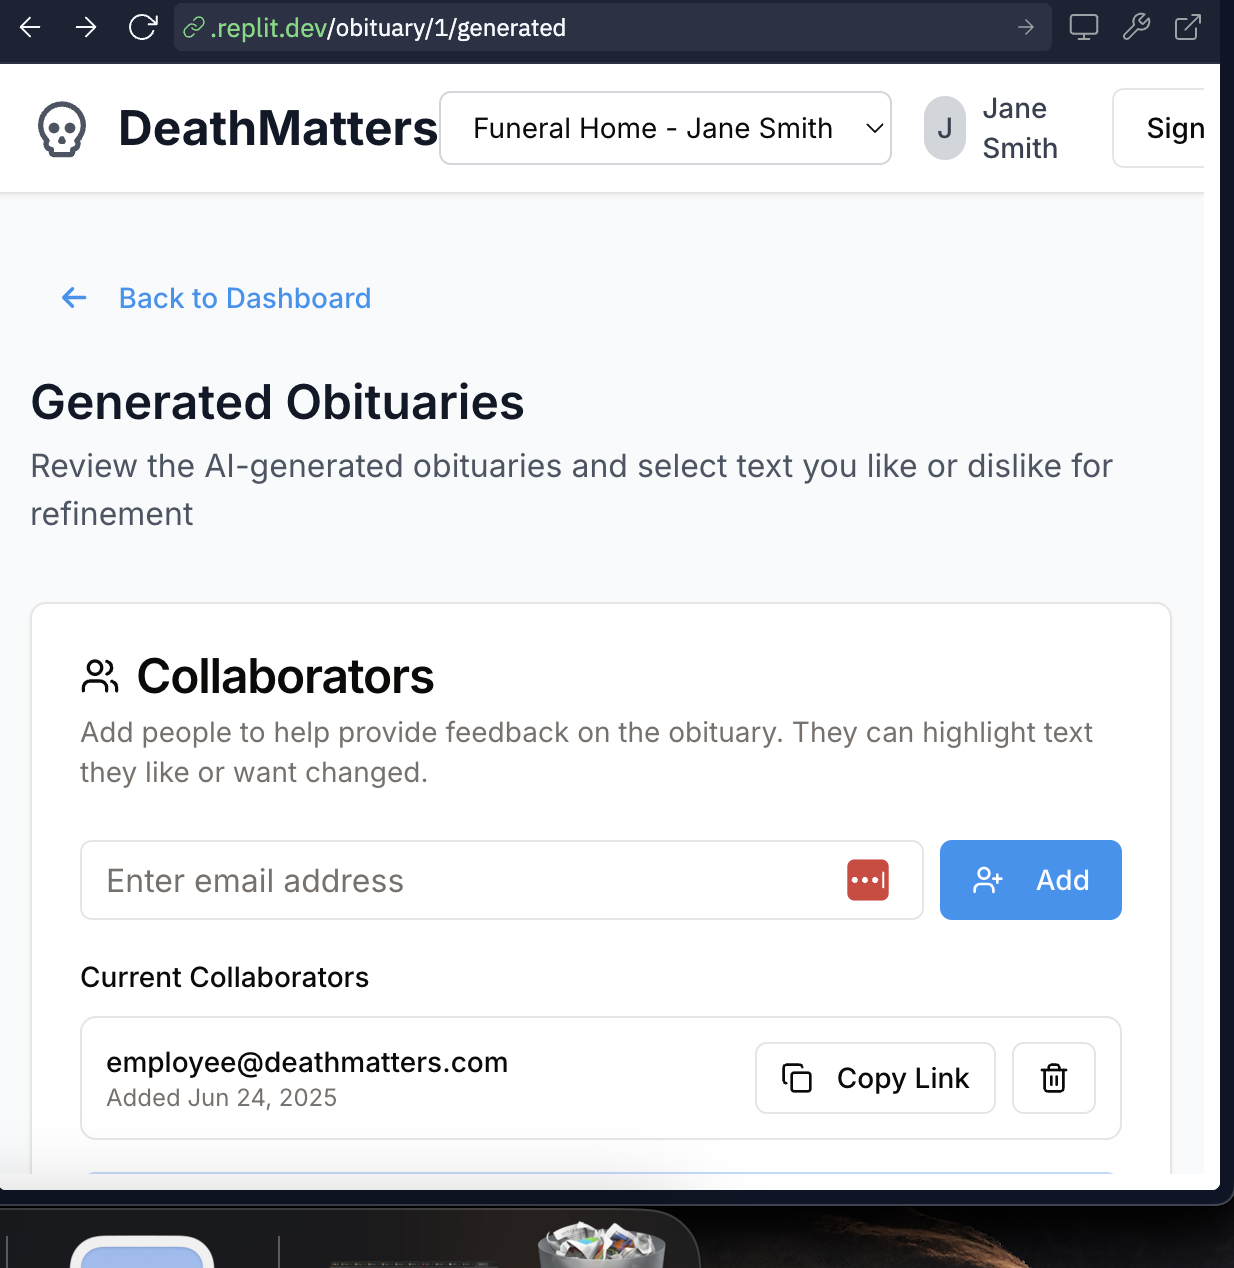 .replit.dev/obituary/1/generated
DeathMatters
Funeral Home - Jane Smith
J
Jane
Smith
Sign
Back to Dashboard
Generated Obituaries
Review the AI-generated obituaries and select text you like or dislike for
refinement
Collaborators
Add people to help provide feedback on the obituary. They can highlight text
they like or want changed.
Enter email address
Add
Current Collaborators
employee@deathmatters.com
Added Jun 24, 2025
Copy Link